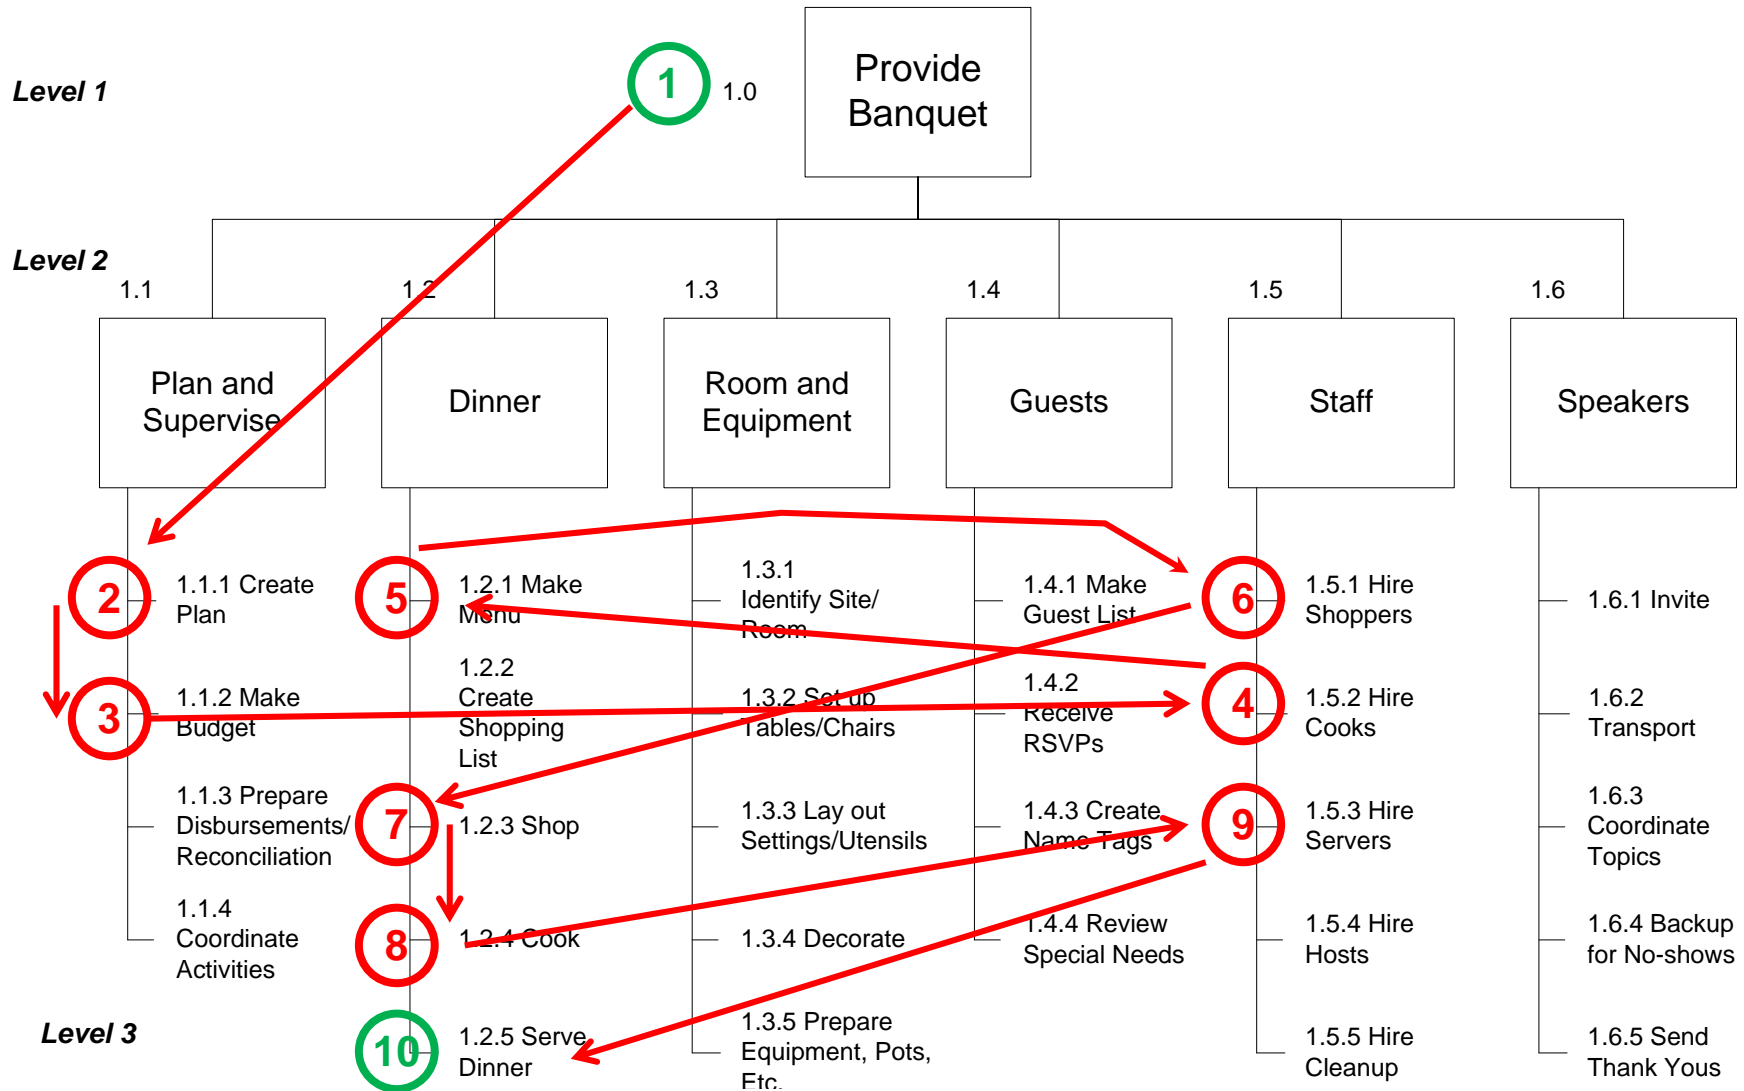 Level 1
1
1.0
Provide
Banquet
Level 2
1.1
1.2
1.3
1.4
1.5
1.6
Plan and
Supervise
Dinner
Room and
Equipment
Guests
Staff
Speakers
2
1.1.1 Create
Plan
3
1.1.2 Make
Budget
1.1.3 Prepare
Disbursements/
Reconciliation
1.1.4
Coordinate
Activities
5
1.2.1 Make
Menu
1.2.2
Create
Shopping
List
7
1.2.3 Shop
8
1.2.4 Cook
10
1.2.5 Serve
Dinner
1.3.1
Identify Site/
Room
1.3.2 Set up
Tables/Chairs
1.3.3 Lay out
Settings/Utensils
1.3.4 Decorate
1.3.5 Prepare
Equipment, Pots,
Etc.
1.4.1 Make
Guest List
1.4.2
Receive
RSVPs
1.4.3 Create
Name Tags
1.4.4 Review
Special Needs
6
1.5.1 Hire
Shoppers
4
1.5.2 Hire
Cooks
9
1.5.3 Hire
Servers
1.5.4 Hire
Hosts
1.5.5 Hire
Cleanup
1.6.1 Invite
1.6.2
Transport
1.6.3
Coordinate
Topics
1.6.4 Backup
for No-shows
1.6.5 Send
Thank Yous
Level 3